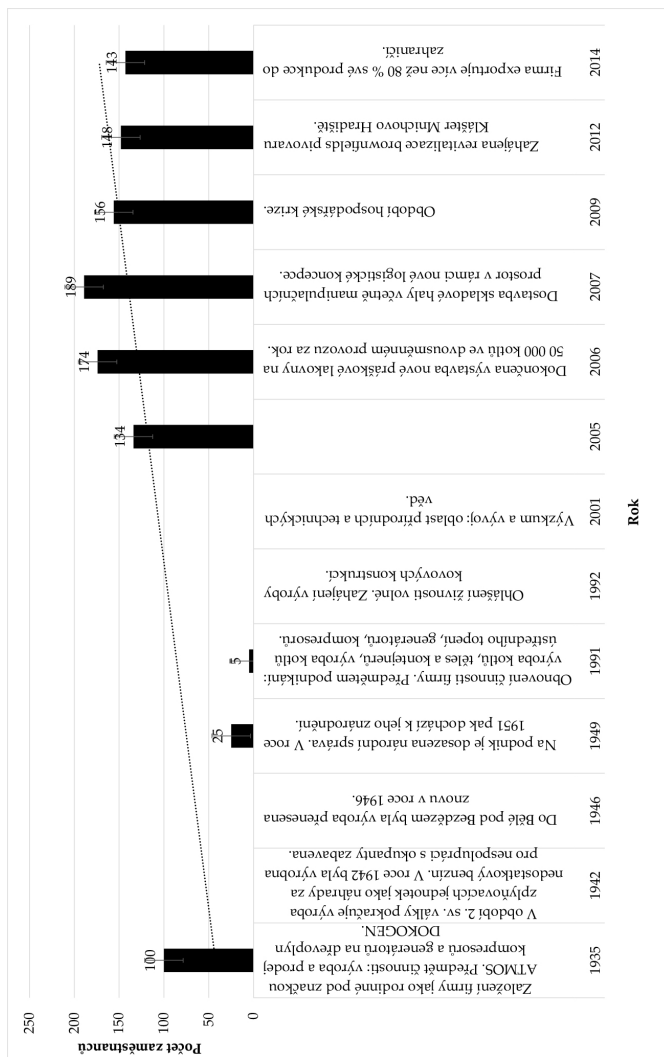 Počet zaměstnanců
250
200
150
100
50
0
100
25
5
134
174
189
156
148
143
Založení firmy jako rodinné pod značkou
ATMOS. Předmět činnosti: výroba a prodej
kompresorů a generátorů na dřevoplyn
DOKOGEN.
V období 2. sv. války pokračuje výroba
zplyňovacích jednotek jako náhrady za
nedostatkový benzín. V roce 1942 byla výrobna
pro nespolupráci s okupanty zabavena.
Do Bělé pod Bezdězem byla výroba přenesena
znovu v roce 1946.
Na podnik je dosazena národní správa. V roce
1951 pak dochází k jeho znárodnění.
Obnovení činnosti firmy. Předmětem podnikání:
výroba kotlů, těles a kontejnerů, výroba kotlů
ústředního topení, generátorů, kompresorů.
Ohlášení živnosti volné. Zahájení výroby
kovových konstrukcí.
Výzkum a vývoj: oblast přírodních a technických
věd.
Dokončena výstavba nové práškové lakovny na
50 000 kotlů ve dvousměnném provozu za rok.
Dostavba skladové haly včetně manipulačních
prostor v rámci nové logistické koncepce.
Období hospodářské krize.
Zahájena revitalizace brownfields pivovaru
Klášter Mnichovo Hradiště.
Firma exportuje více než 80 % své produkce do
zahraničí.
1935
1942
1946
1949
1991
1992
2001
2005
2006
2007
2009
2012
2014
Rok